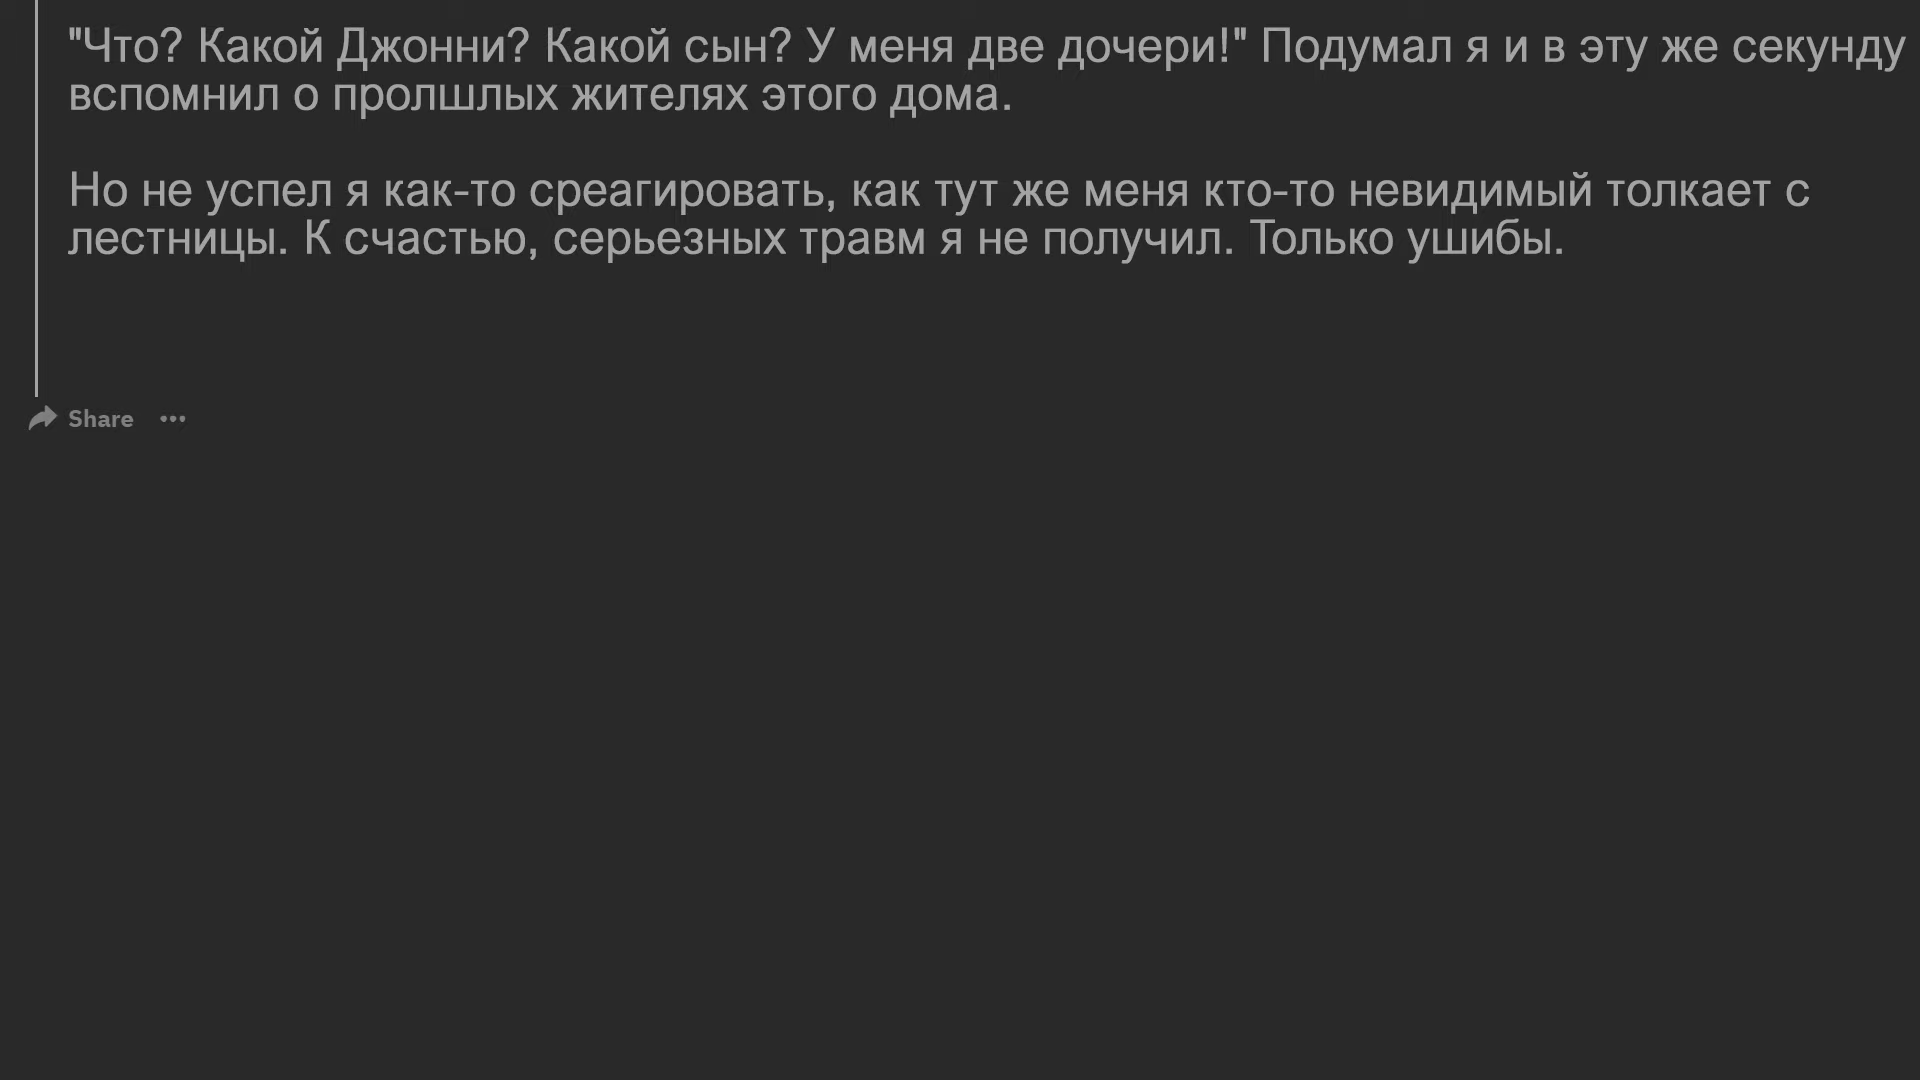 "Что? Какой Джонни? Какой сын? У меня две дочери!" Подумал я и в эту же секунду
вспомнил о пролшлых жителях этого дома.
Но не успел я как-то среагировать, как тут же меня кто-то невидимый толкает с
лестницы. К счастью, серьезных травм я не получил. Только ушибы.
Share